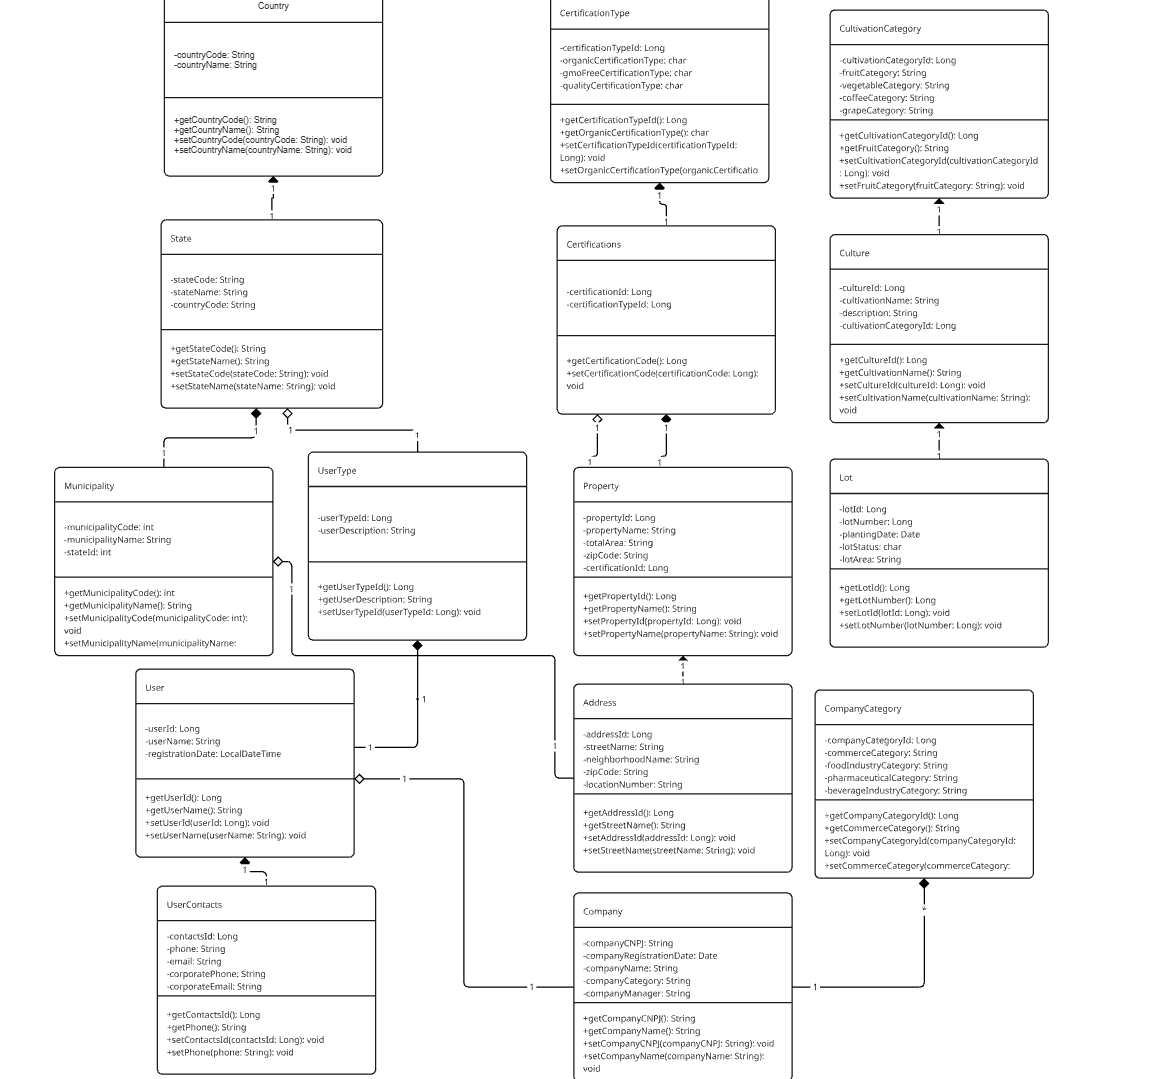 Country
-countryCode: String
-countryName: String
+getCountryCode(): String
+getCountryName(): String
+setCountryCode(countryCode: String): void
+setCountryName(countryName: String): void
1
1
CertificationType
-certificationTypeId: Long
-organicCertificationType: char
-gmoFreeCertificationType: char
-qualityCertificationType: char
+getCertificationTypeId(): Long
+getOrganicCertificationType(): char
+setCertificationTypeId(certificationTypeId:
Long): void
+setOrganicCertificationType(organicCertificatio
1
1
CultivationCategory
-cultivationCategoryId: Long
-fruitCategory: String
-vegetableCategory: String
-coffeeCategory: String
-grapeCategory: String
+getCultivationCategoryId(): Long
+getFruitCategory(): String
+setCultivationCategoryId(cultivationCategoryId
: Long): void
+setFruitCategory(fruitCategory: String): void
1
1
State
-stateCode: String
-stateName: String
-countryCode: String
+getStateCode(): String
+getStateName(): String
+setStateCode(stateCode: String): void
+setStateName(stateName: String): void
1
1
1
1
Certifications
-certificationId: Long
-certificationTypeId: Long
+getCertificationCode(): Long
+setCertificationCode(certificationCode: Long):
void
1
1
1
1
Culture
-cultureId: Long
-cultivationName: String
-description: String
-cultivationCategoryId: Long
+getCultureId(): Long
+getCultivationName(): String
+setCultureId(cultureId: Long): void
+setCultivationName(cultivationName: String):
void
1
1
Municipality
-municipalityCode: int
-municipalityName: String
-stateId: int
+getMunicipalityCode(): int
+getMunicipalityName(): String
+setMunicipalityCode(municipalityCode: int):
void
+setMunicipalityName(municipalityName:
1
1
UserType
-userTypeId: Long
-userDescription: String
+getUserTypeId(): Long
+getUserDescription: String
+setUserTypeId(userTypeId: Long): void
1
1
Property
-propertyId: Long
-propertyName: String
-totalArea: String
-zipCode: String
-certificationId: Long
+getPropertyId(): Long
+getPropertyName(): String
+setPropertyId(propertyId: Long): void
+setPropertyName(propertyName: String): void
1
1
Lot
-lotId: Long
-lotNumber: Long
-plantingDate: Date
-lotStatus: char
-lotArea: String
+getLotId(): Long
+getLotNumber(): Long
+setLotId(lotId: Long): void
+setLotNumber(lotNumber: Long): void
User
-userId: Long
-userName: String
-registrationDate: LocalDateTime
+getUserId(): Long
+getUserName(): String
+setUserId(userId: Long): void
+setUserName(userName: String): void
1
1
1
1
Address
-addressId: Long
-streetName: String
-neighborhoodName: String
-zipCode: String
-locationNumber: String
+getAddressId(): Long
+getStreetName(): String
+setAddressId(addressId: Long): void
+setStreetName(streetName: String): void
CompanyCategory
-companyCategoryId: Long
-commerceCategory: String
-foodIndustryCategory: String
-pharmaceuticalCategory: String
-beverageIndustryCategory: String
+getCompanyCategoryId(): Long
+getCommerceCategory(): String
+setCompanyCategoryId(companyCategoryId:
Long): void
+setCommerceCategory(commerceCategory:
*
1
UserContacts
-contactsId: Long
-phone: String
-email: String
-corporatePhone: String
-corporateEmail: String
+getContactsId(): Long
+getPhone(): String
+setContactsId(contactsId: Long): void
+setPhone(phone: String): void
Company
-companyCNPJ: String
-companyRegistrationDate: Date
-companyName: String
-companyCategory: String
-companyManager: String
+getCompanyCNPJ(): String
+getCompanyName(): String
+setCompanyCNPJ(companyCNPJ: String): void
+setCompanyName(companyName: String):
void
1